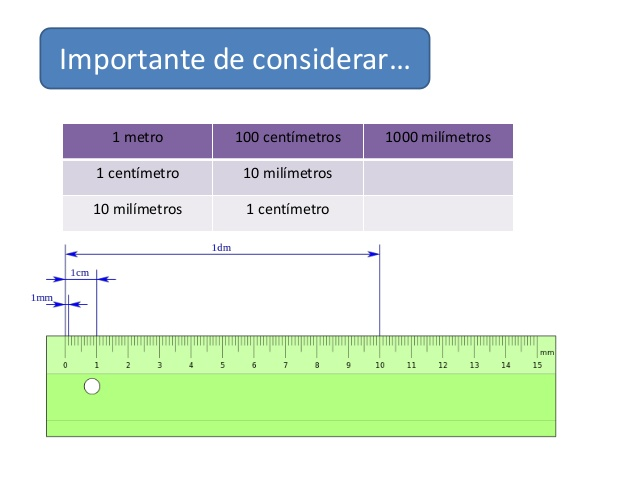 Importante de considerar...
1 metro 100 centímetros 1000 milímetros
1 centímetro 10 milímetros
10 milímetros 1 centímetro
1dm
1cm
1mm
mm
0 1 2 3 4 5 6 7 8 9 10 11 12 13 14 15